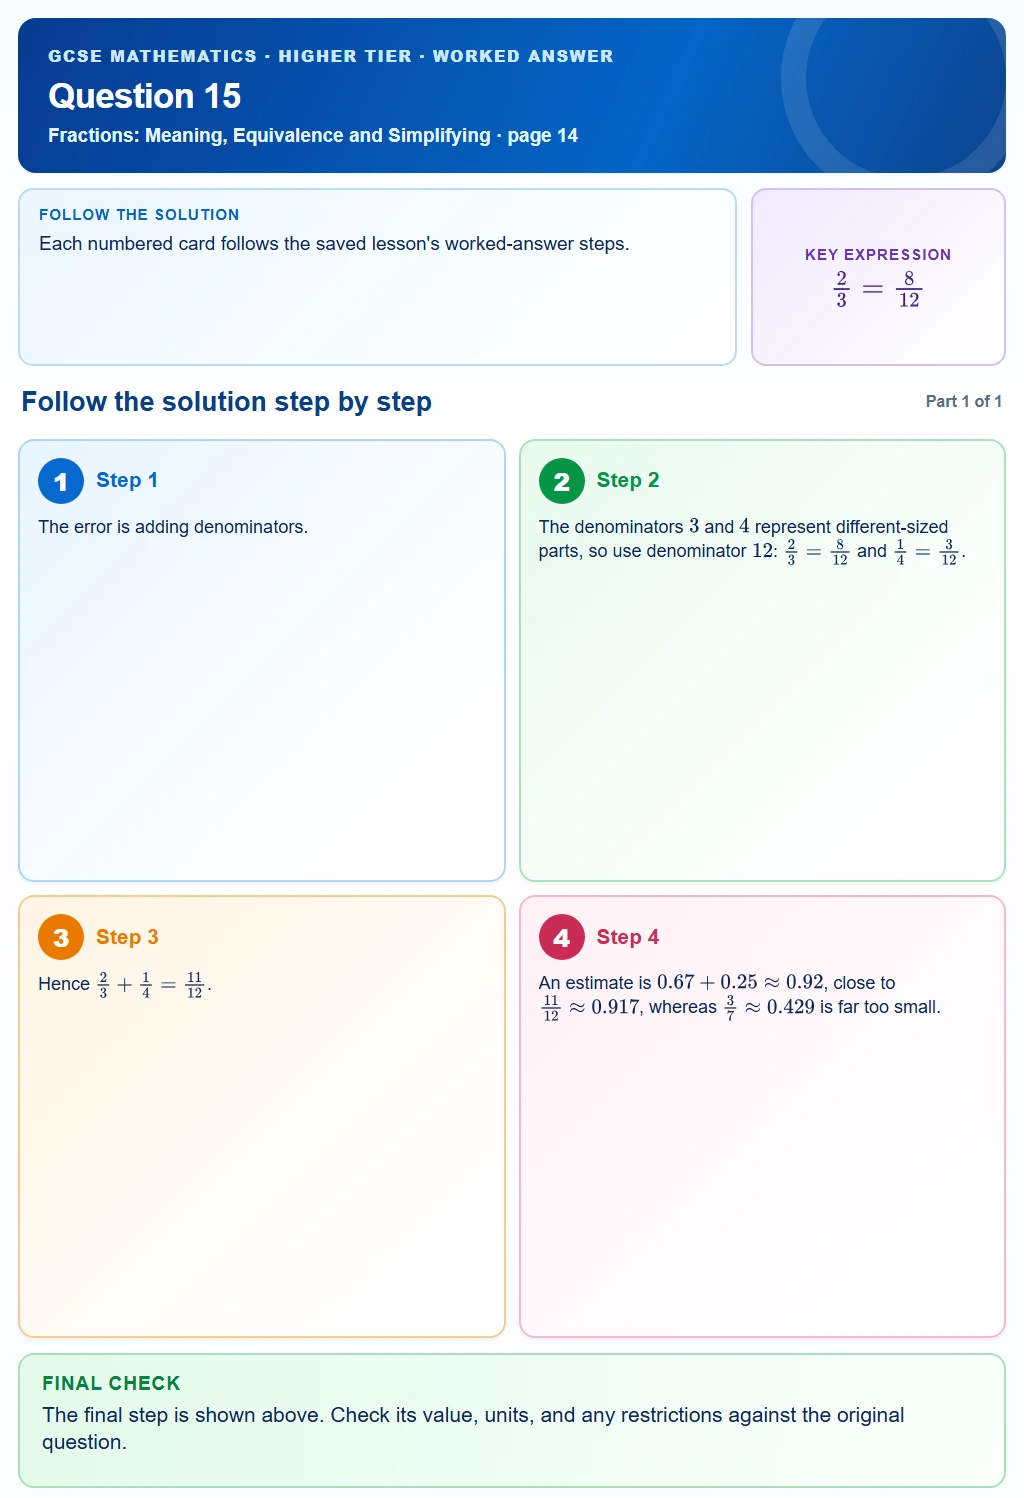 GCSE MATHEMATICS · HIGHER TIER · WORKED ANSWER
Question 15
Fractions: Meaning, Equivalence and Simplifying · page 14
FOLLOW THE SOLUTION
Each numbered card follows the saved lesson's worked-answer steps.
KEY EXPRESSION
2/3 = 8/12
Follow the solution step by step
Part 1 of 1
1 Step 1
The error is adding denominators.
2 Step 2
The denominators 3 and 4 represent different-sized
parts, so use denominator 12: 2/3 = 8/12 and 1/4 = 3/12.
3 Step 3
Hence 2/3 + 1/4 = 11/12.
4 Step 4
An estimate is 0.67 + 0.25 ≈ 0.92, close to
11/12 ≈ 0.917, whereas 3/7 ≈ 0.429 is far too small.
FINAL CHECK
The final step is shown above. Check its value, units, and any restrictions against the original
question.